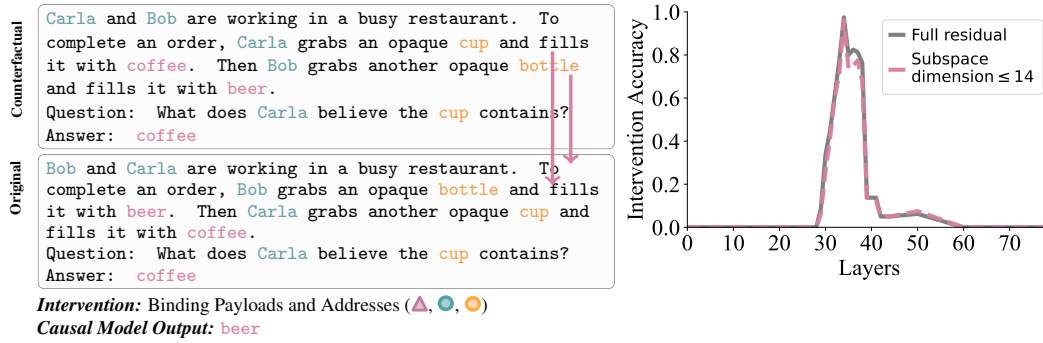 Counterfactual
Carla and Bob are working in a busy restaurant. To
complete an order, Carla grabs an opaque cup and fills
it with coffee. Then Bob grabs another opaque bottle
and fills it with beer.
Question: What does Carla believe the cup contains?
Answer: coffee
Original
Bob and Carla are working in a busy restaurant. To
complete an order, Bob grabs an opaque bottle and fills
it with beer. Then Carla grabs another opaque cup and
fills it with coffee.
Question: What does Carla believe the cup contains?
Answer: coffee
Intervention: Binding Payloads and Addresses (, , )
Causal Model Output: beer
Intervention Accuracy
1.0
0.8
0.6
0.4
0.2
0.0
0 10 20 30 40 50 60 70
Layers
Full residual
Subspace
dimension ≤ 14